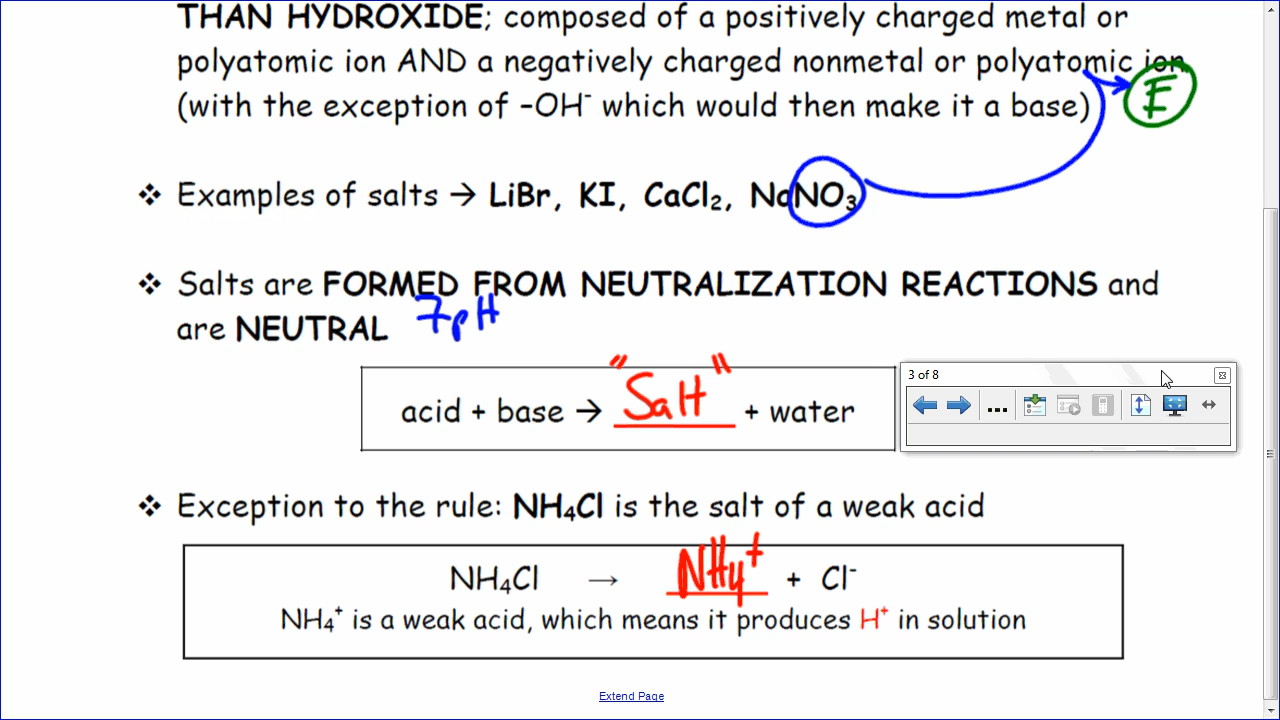 THAN HYDROXIDE; composed of a positively charged metal or
polyatomic ion AND a negatively charged nonmetal or polyatomic ion
(with the exception of –OH⁻ which would then make it a base) E
❖ Examples of salts → LiBr, KI, CaCl₂, NaNO₃
❖ Salts are FORMED FROM NEUTRALIZATION REACTIONS and
are NEUTRAL 7pH
acid + base → "Salt" + water
3 of 8
❖ Exception to the rule: NH₄Cl is the salt of a weak acid
NH₄Cl → NH4⁺ + Cl⁻
NH₄⁺ is a weak acid, which means it produces H⁺ in solution
Extend Page